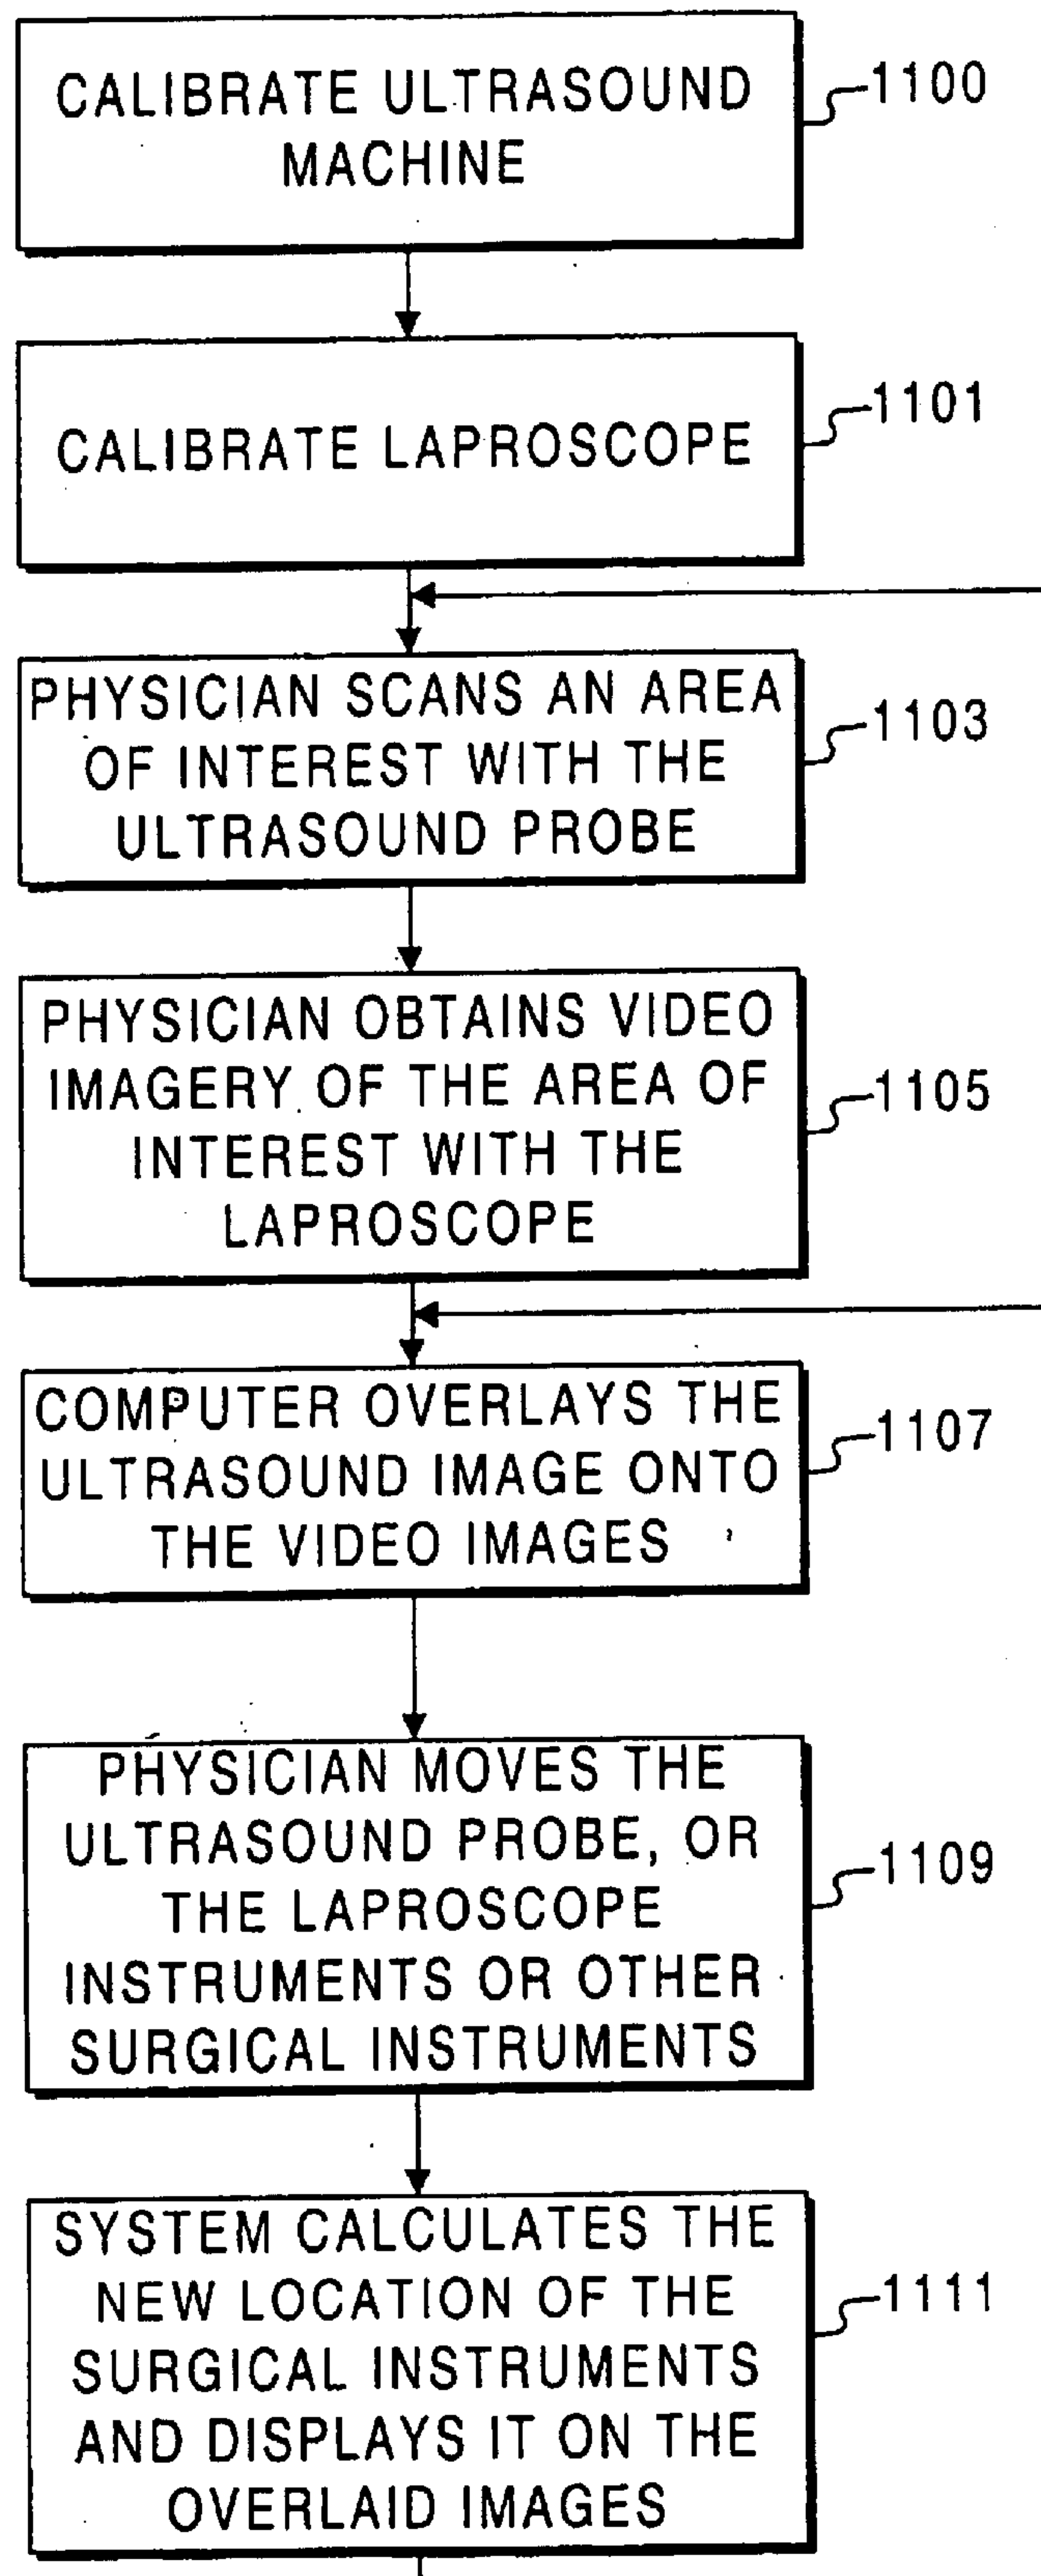 CALIBRATE ULTRASOUND
MACHINE
1100
CALIBRATE LAPROSCOPE
1101
PHYSICIAN SCANS AN AREA
OF INTEREST WITH THE
ULTRASOUND PROBE
1103
PHYSICIAN OBTAINS VIDEO
IMAGERY OF THE AREA OF
INTEREST WITH THE
LAPROSCOPE
1105
COMPUTER OVERLAYS THE
ULTRASOUND IMAGE ONTO
THE VIDEO IMAGES
1107
PHYSICIAN MOVES THE
ULTRASOUND PROBE, OR
THE LAPROSCOPE
INSTRUMENTS OR OTHER
SURGICAL INSTRUMENTS
1109
SYSTEM CALCULATES THE
NEW LOCATION OF THE
SURGICAL INSTRUMENTS
AND DISPLAYS IT ON THE
OVERLAID IMAGES
1111